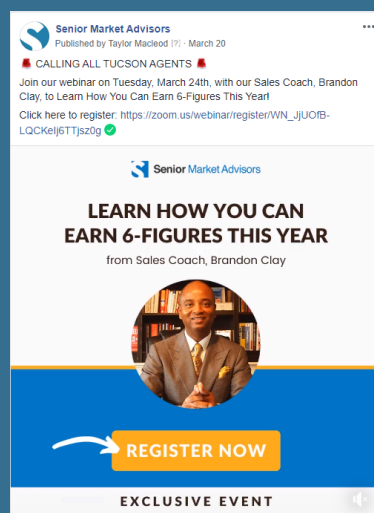 Senior Market Advisors
Published by Taylor Macleod [?] · March 20
CALLING ALL TUCSON AGENTS
Join our webinar on Tuesday, March 24th, with our Sales Coach, Brandon
Clay, to Learn How You Can Earn 6-Figures This Year!
Click here to register: https://zoom.us/webinar/register/WN_JjUOfB-
LQCKelj6TTjsz0g
Senior Market Advisors
LEARN HOW YOU CAN
EARN 6-FIGURES THIS YEAR
from Sales Coach, Brandon Clay
REGISTER NOW
EXCLUSIVE EVENT